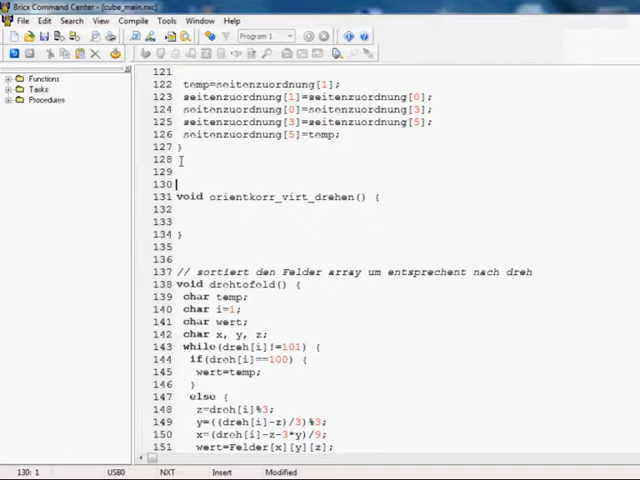 Bricx Command Center - [cube_main.nxc]
File Edit Search View Compile Tools Window Help
Program 1
Functions
Tasks
Procedures
121
122 temp=seitenzuordnung[1];
123 seitenzuordnung[1]=seitenzuordnung[0];
124 seitenzuordnung[0]=seitenzuordnung[3];
125 seitenzuordnung[3]=seitenzuordnung[5];
126 seitenzuordnung[5]=temp;
127 }
128
129
130
131 void orientkorr_virt_drehen() {
132
133
134 }
135
136
137 // sortiert den Felder array um entsprechent nach dreh
138 void drehtofeld() {
139 char temp;
140 char i=1;
141 char wert;
142 char x, y, z;
143 while(dreh[i]!=101) {
144 if(dreh[i]==100) {
145 wert=temp;
146 }
147 else {
148 z=dreh[i]%3;
149 y=((dreh[i]-z)/3)%3;
150 x=(dreh[i]-z-3*y)/9;
151 wert=Felder[x][y][z];
130: 1 USB0 NXT Insert Modified